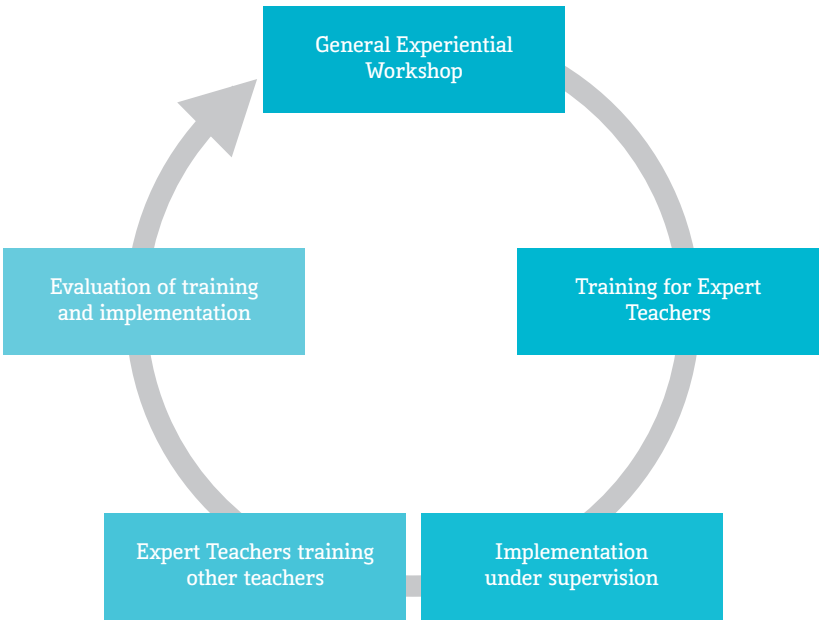 General Experiential
Workshop
Training for Expert
Teachers
Implementation
under supervision
Expert Teachers training
other teachers
Evaluation of training
and implementation